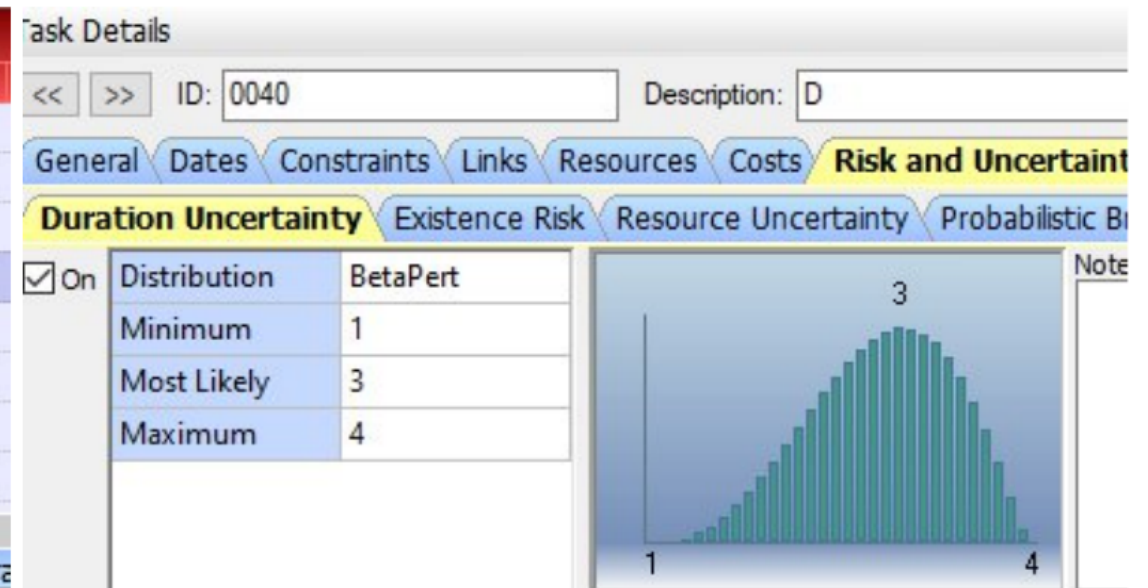 Task Details
<< >> ID: 0040 Description: D
General Dates Constraints Links Resources Costs Risk and Uncertaint
Duration Uncertainty Existence Risk Resource Uncertainty Probabilistic
On Distribution BetaPert
Minimum 1
Most Likely 3
Maximum 4
3
1 4
Note